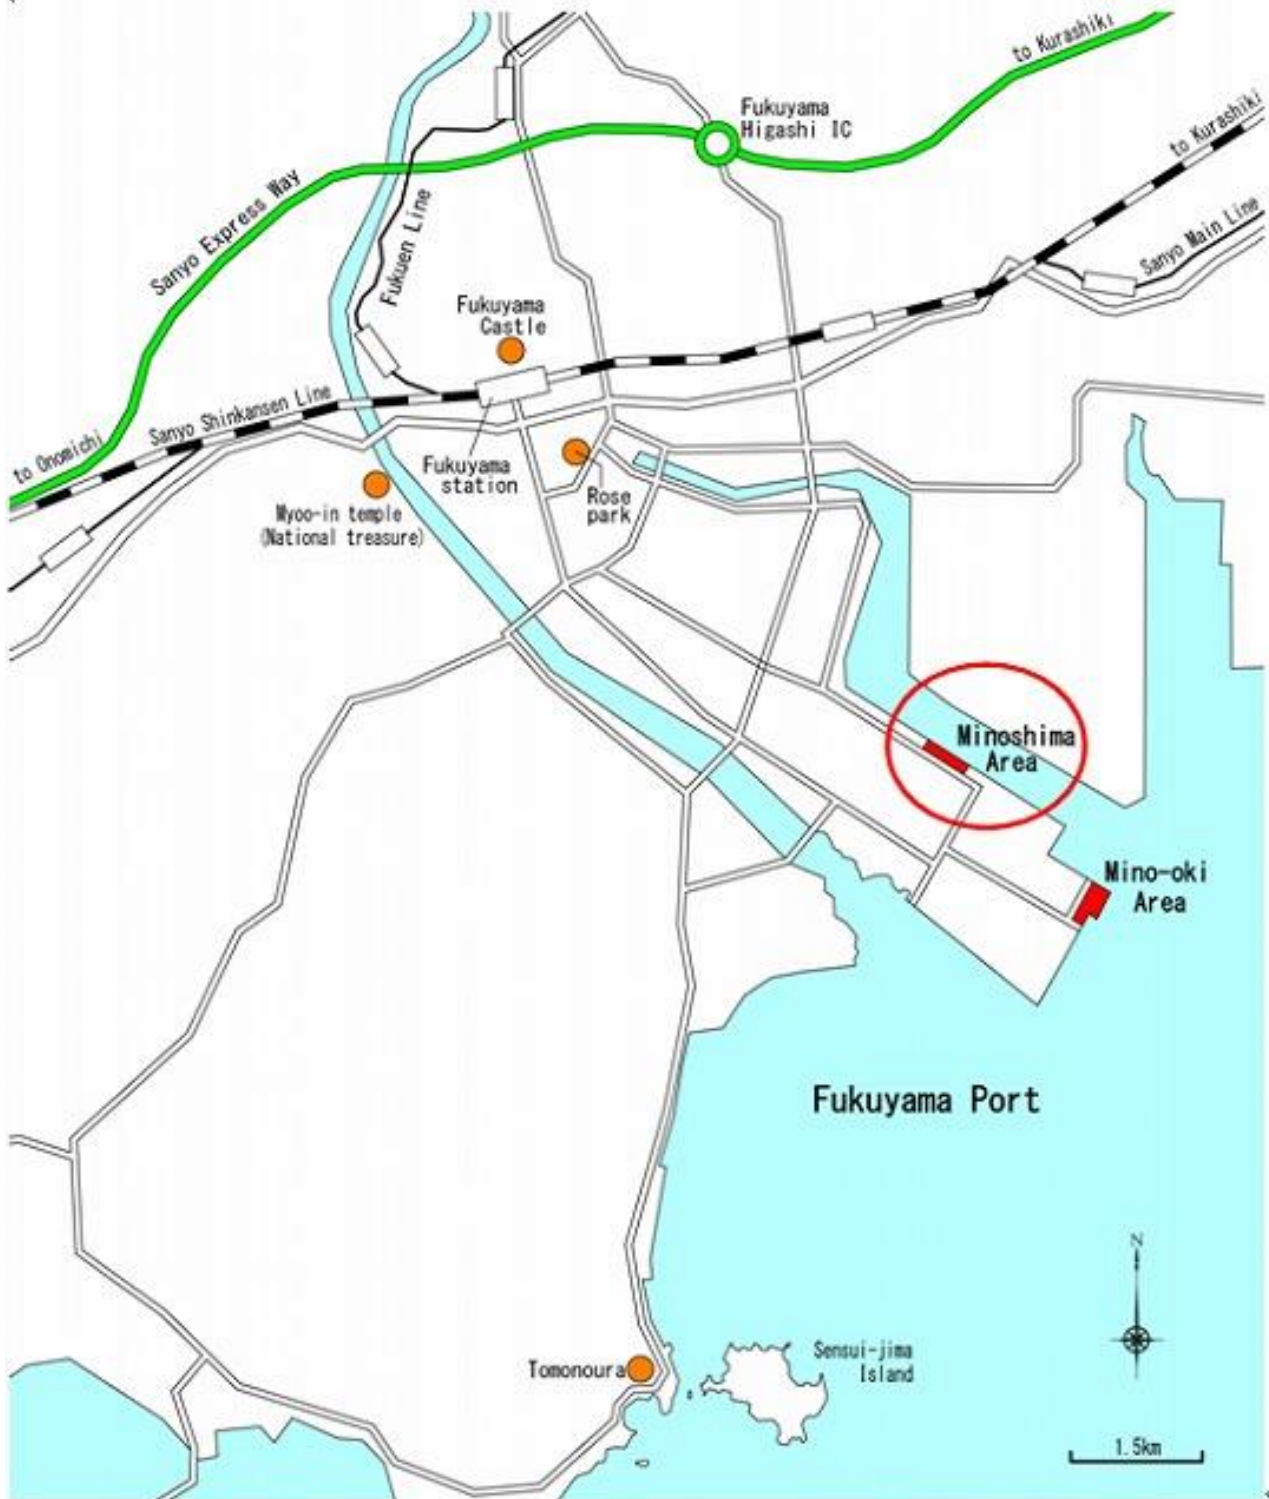 to Kurashiki
Fukuyama
Higashi IC
to Kurashiki
Sanyo Express Way
Fukuen Line
Sanyo Main Line
Fukuyama
Castle
Sanyo Shinkansen Line
to Onomichi
Fukuyama
station
Rose
park
Myoo-in temple
(National treasure)
Minoshima
Area
Mino-oki
Area
Fukuyama Port
N
Sensui-jima
Island
Tomonoura
1.5km